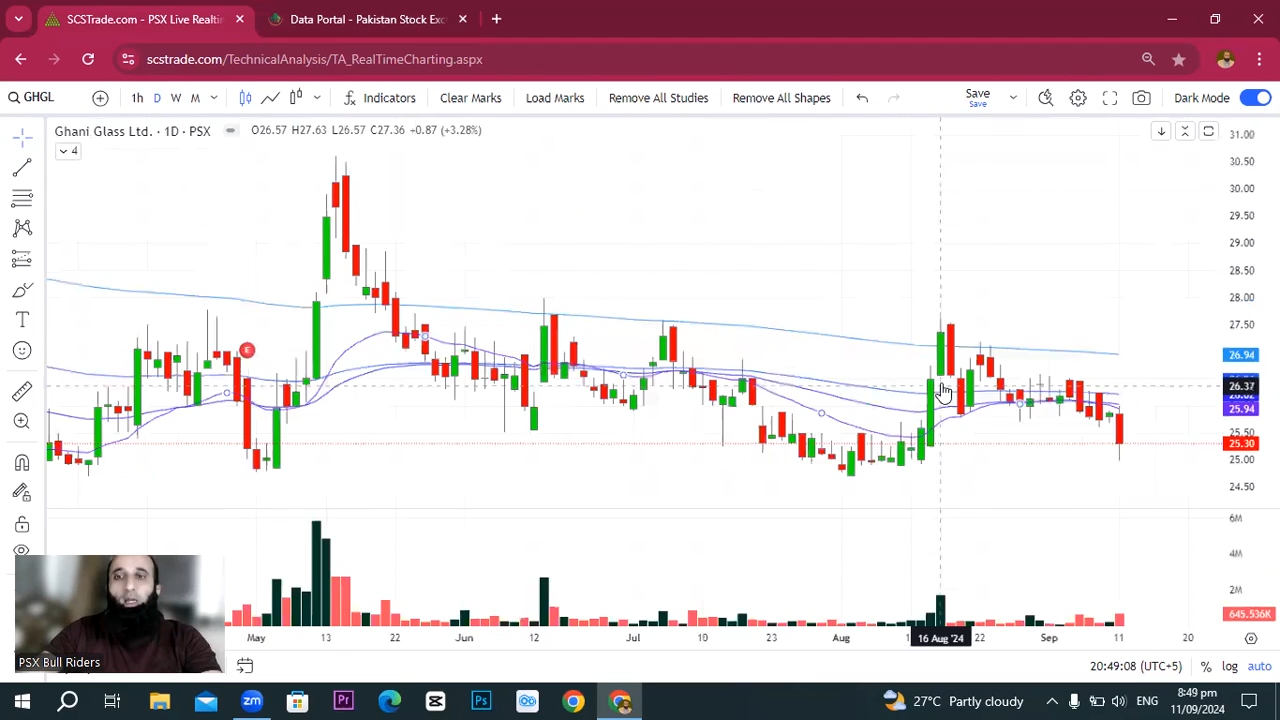 SCSTrade.com - PSX Live Realti
Data Portal - Pakistan Stock Exc
scstrade.com/TechnicalAnalysis/TA_RealTimeCharting.aspx
GHGL
1h D W M
Indicators
Clear Marks
Load Marks
Remove All Studies
Remove All Shapes
Save
Save
Dark Mode
Ghani Glass Ltd. · 1D · PSX
O26.57 H27.63 L26.57 C27.36 +0.87 (+3.28%)
4
31.00
30.50
30.00
29.50
29.00
28.50
28.00
27.50
26.94
26.37
25.94
25.50
25.30
25.00
24.50
E
6M
4M
2M
645.536K
May 13 22 Jun 12 Jul 10 23 Aug 16 Aug '24 22 Sep 11 20
PSX Bull Riders
20:49:08 (UTC+5) % log auto
zm
Pr
Ps
27°C Partly cloudy
ENG
8:49 pm
11/09/2024